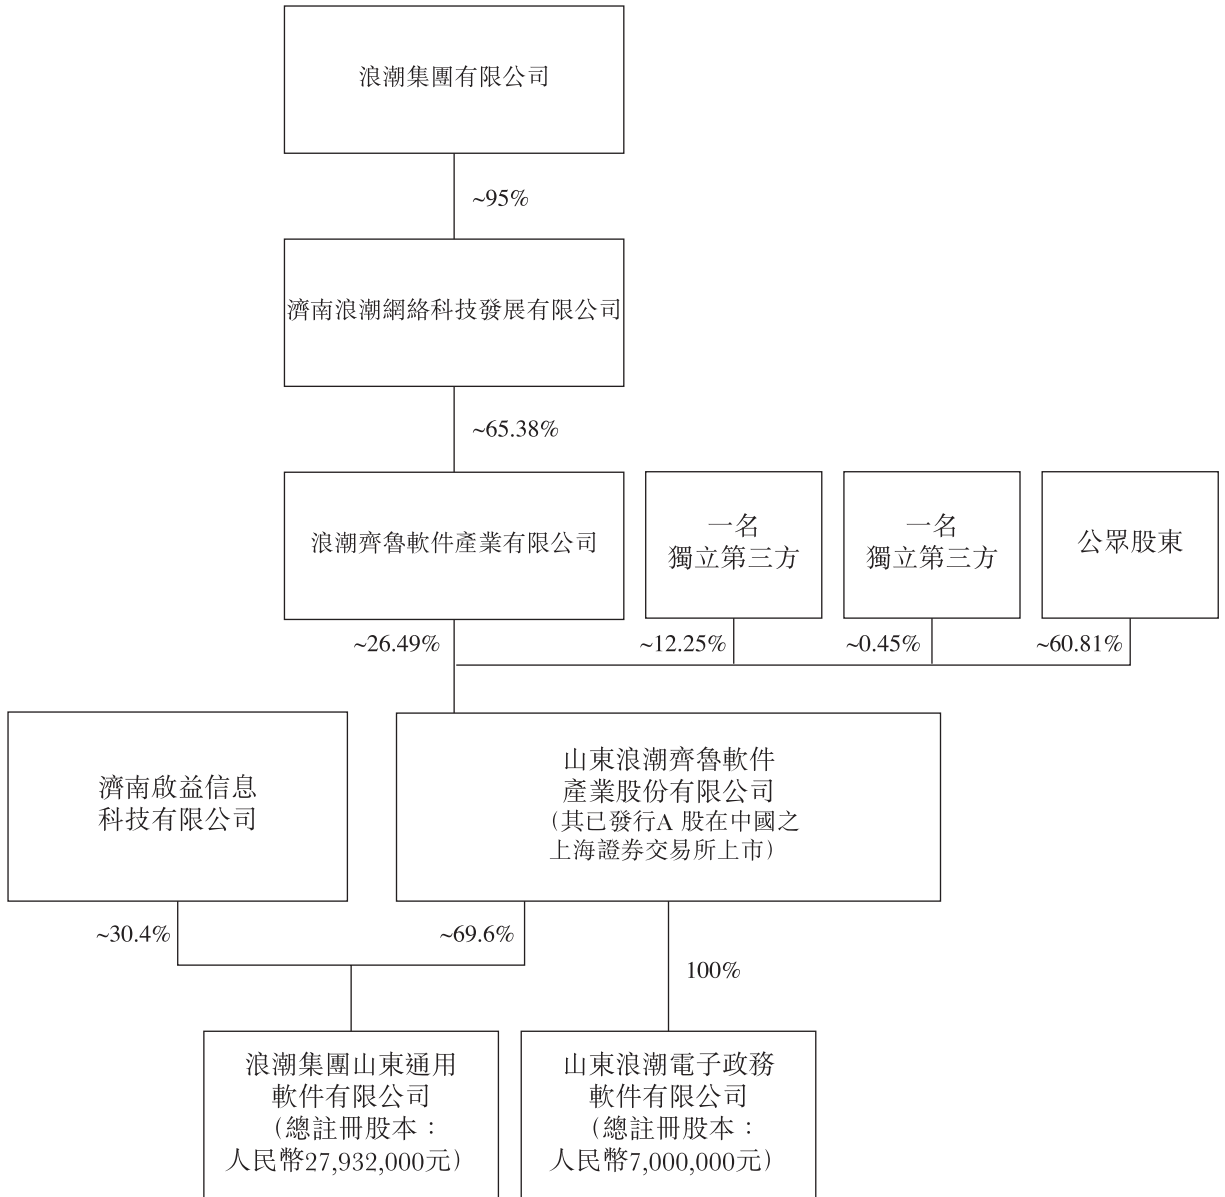 浪潮集團有限公司
~95%
濟南浪潮網絡科技發展有限公司
~65.38%
浪潮齊魯軟件產業有限公司
一名
獨立第三方
一名
獨立第三方
公眾股東
~26.49%
~12.25%
~0.45%
~60.81%
濟南啟益信息
科技有限公司
山東浪潮齊魯軟件
產業股份有限公司
(其已發行A 股在中國之
上海證券交易所上市)
~30.4%
~69.6%
100%
浪潮集團山東通用
軟件有限公司
(總註冊股本：
人民幣27,932,000元)
山東浪潮電子政務
軟件有限公司
(總註冊股本：
人民幣7,000,000元)